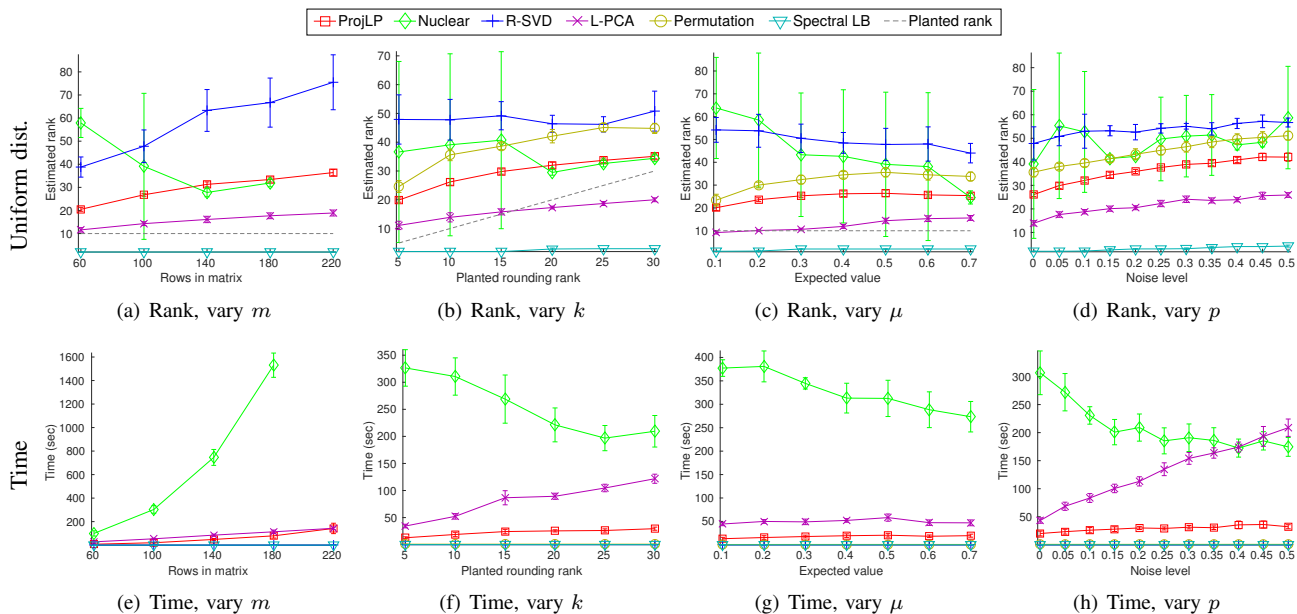 ProjLP Nuclear R-SVD L-PCA Permutation Spectral LB Planted rank
Uniform dist.
Estimated rank
80
70
60
50
40
30
20
10
60 100 140 180 220
Rows in matrix
(a) Rank, vary m
Estimated rank
70
60
50
40
30
20
10
5 10 15 20 25 30
Planted rounding rank
(b) Rank, vary k
Estimated rank
80
70
60
50
40
30
20
10
0.1 0.2 0.3 0.4 0.5 0.6 0.7
Expected value
(c) Rank, vary μ
Estimated rank
80
70
60
50
40
30
20
10
0 0.05 0.1 0.15 0.2 0.25 0.3 0.35 0.4 0.45 0.5
Noise level
(d) Rank, vary p
Time
Time (sec)
1600
1400
1200
1000
800
600
400
200
60 100 140 180 220
Rows in matrix
(e) Time, vary m
Time (sec)
350
300
250
200
150
100
50
5 10 15 20 25 30
Planted rounding rank
(f) Time, vary k
Time (sec)
400
350
300
250
200
150
100
50
0.1 0.2 0.3 0.4 0.5 0.6 0.7
Expected value
(g) Time, vary μ
Time (sec)
300
250
200
150
100
50
0 0.05 0.1 0.15 0.2 0.25 0.3 0.35 0.4 0.45 0.5
Noise level
(h) Time, vary p